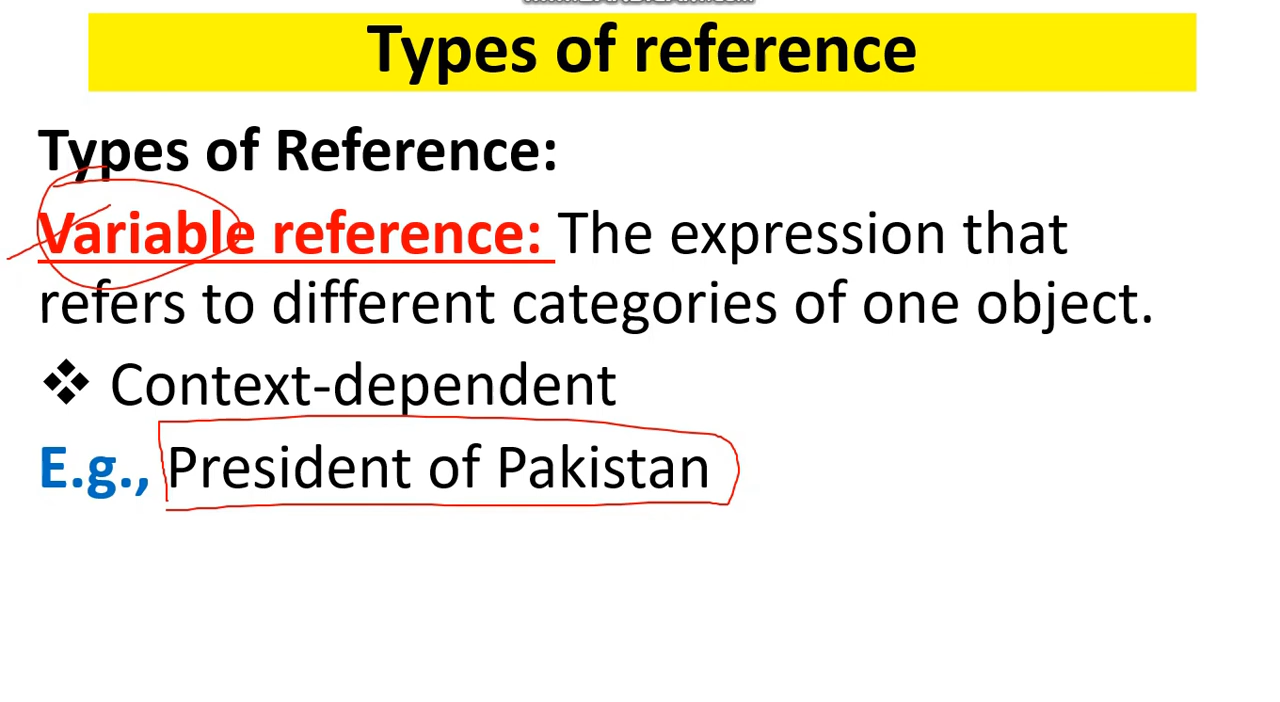 Types of reference
Types of Reference:
Variable reference: The expression that
refers to different categories of one object.
❖ Context-dependent
E.g., President of Pakistan